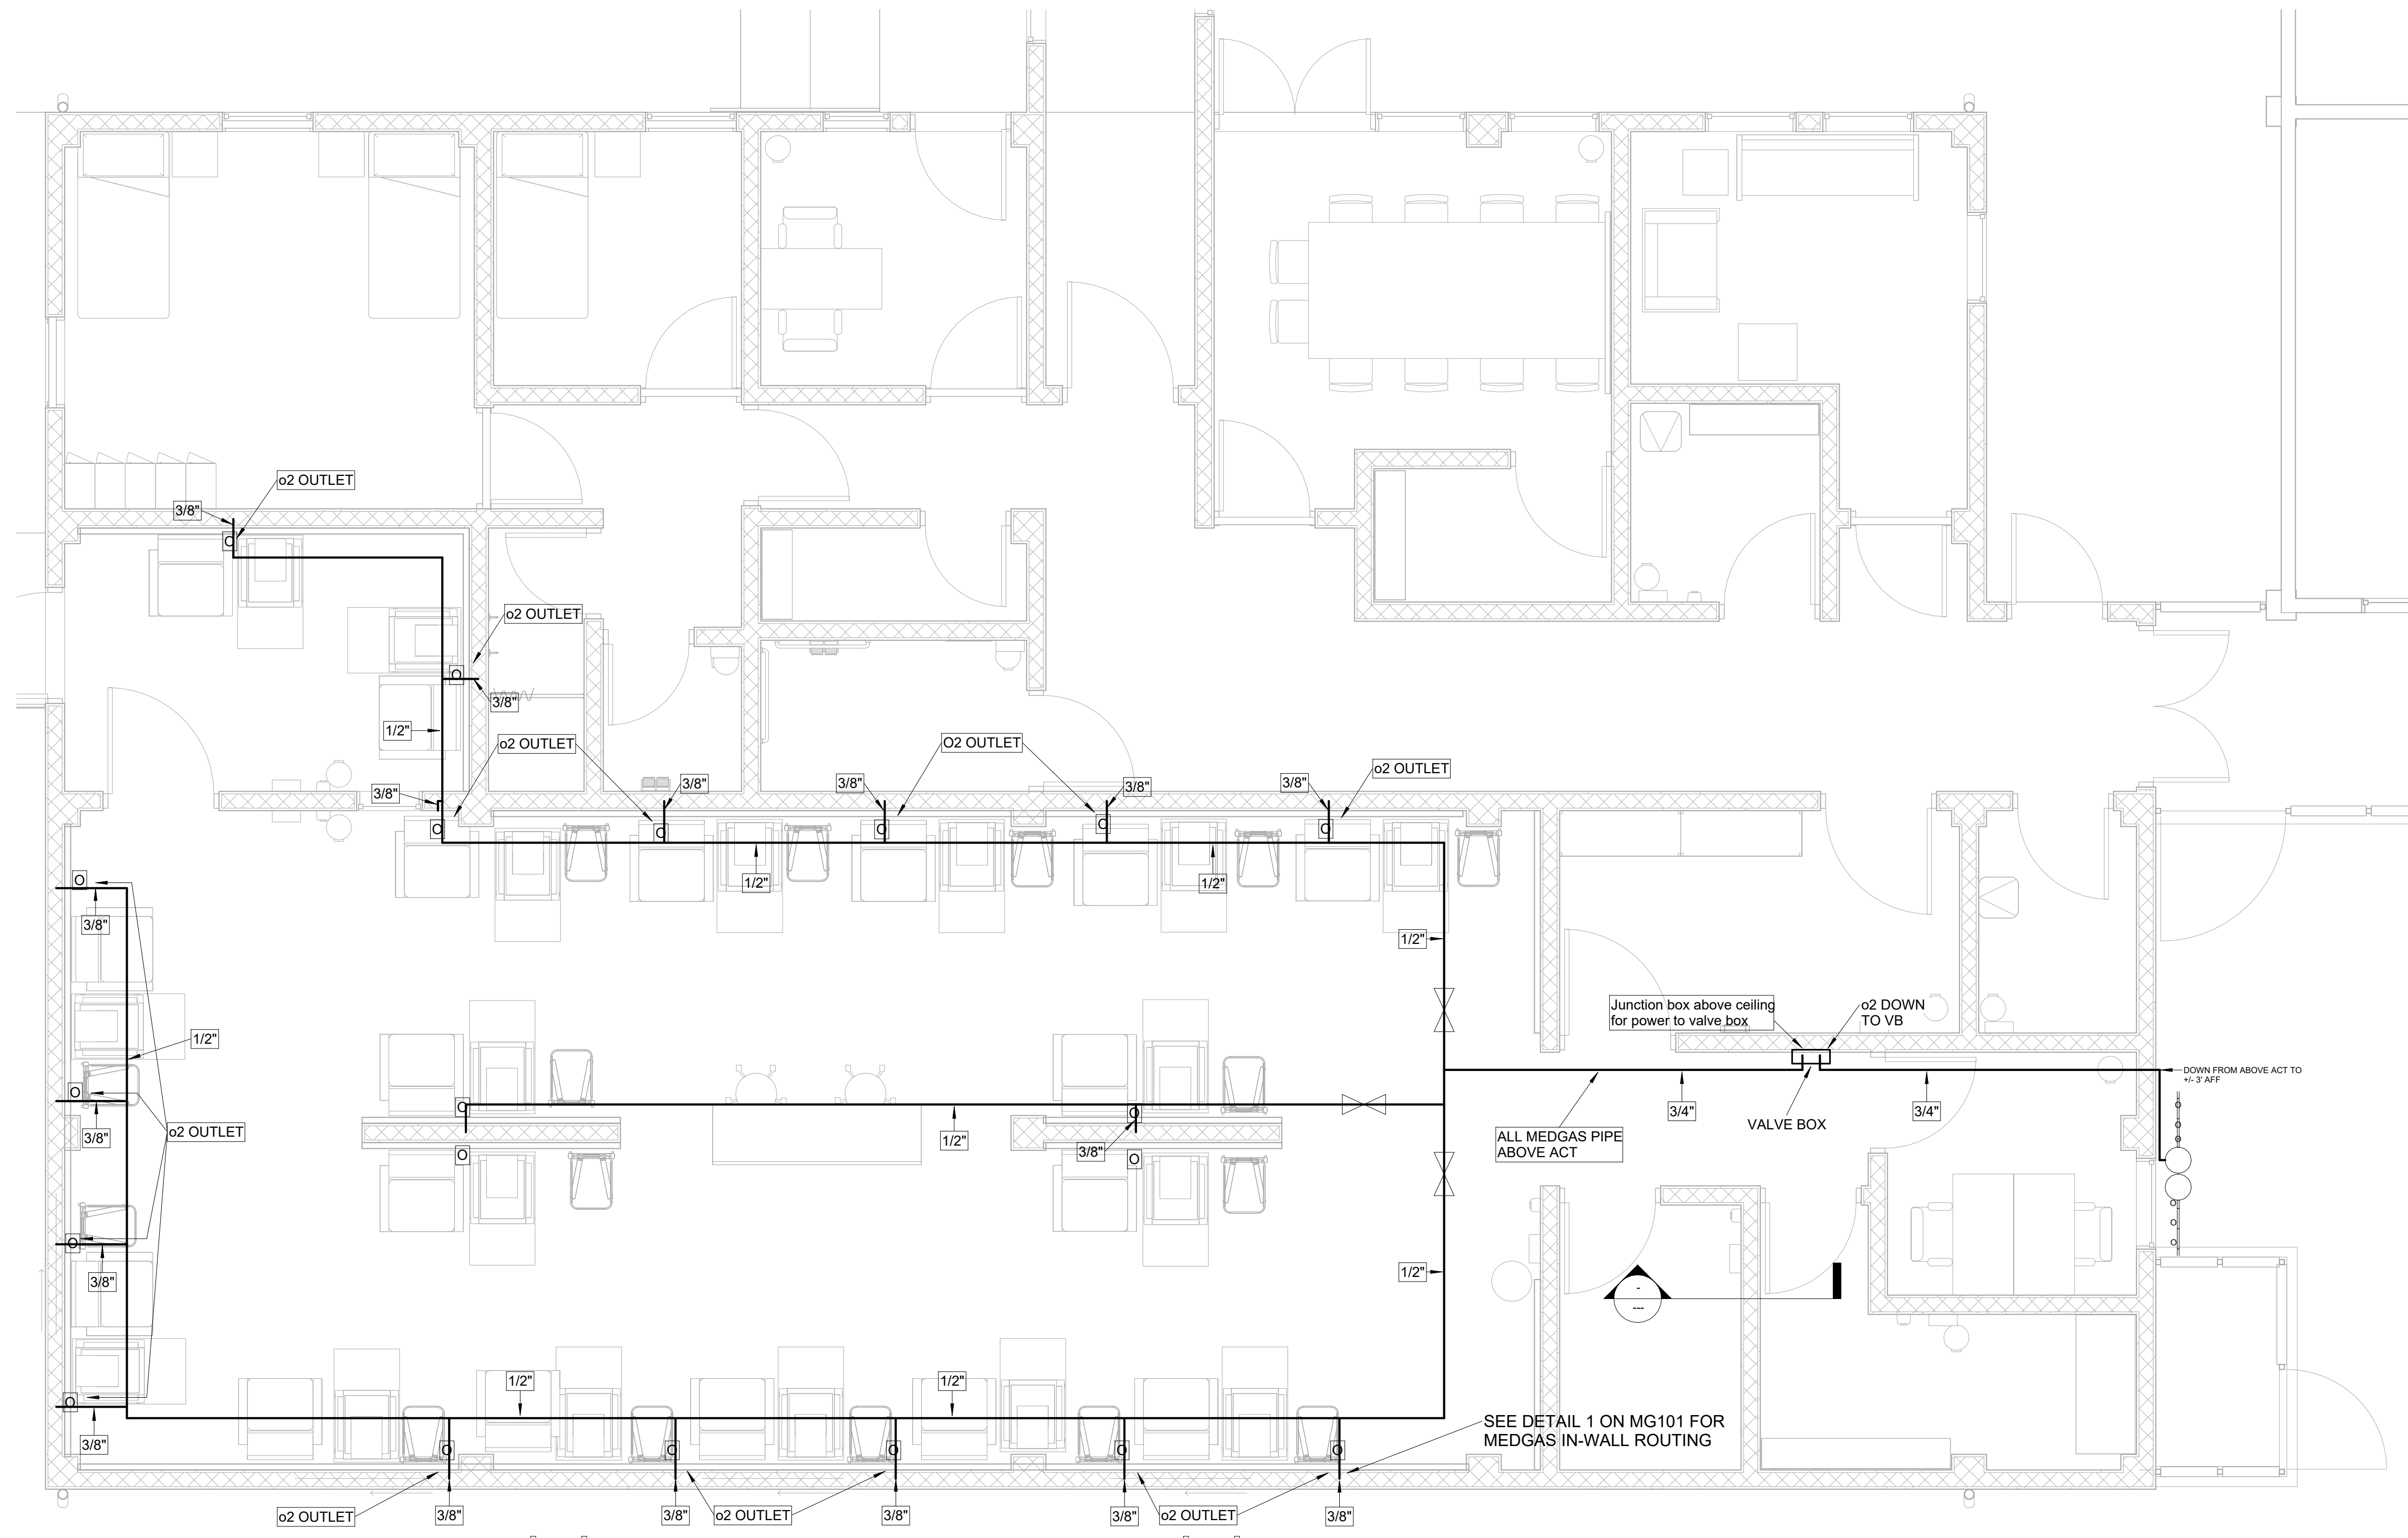 o2 OUTLET
3/8"
O
o2 OUTLET
O
3/8"
1/2"
o2 OUTLET
O2 OUTLET
o2 OUTLET
3/8"
3/8"
3/8"
3/8"
3/8"
O
O
O
O
O
O
1/2"
1/2"
3/8"
1/2"
Junction box above ceiling
for power to valve box
o2 DOWN
TO VB
1/2"
DOWN FROM ABOVE ACT TO
+/- 3' AFF
O
3/8"
O
O
1/2"
3/4"
3/4"
VALVE BOX
o2 OUTLET
ALL MEDGAS PIPE
ABOVE ACT
3/8"
O
O
O
3/8"
1/2"
-
---
O
3/8"
1/2"
1/2"
SEE DETAIL 1 ON MG101 FOR
MEDGAS IN-WALL ROUTING
O
O
O
O
O
o2 OUTLET
3/8"
3/8"
o2 OUTLET
3/8"
3/8"
o2 OUTLET
3/8"